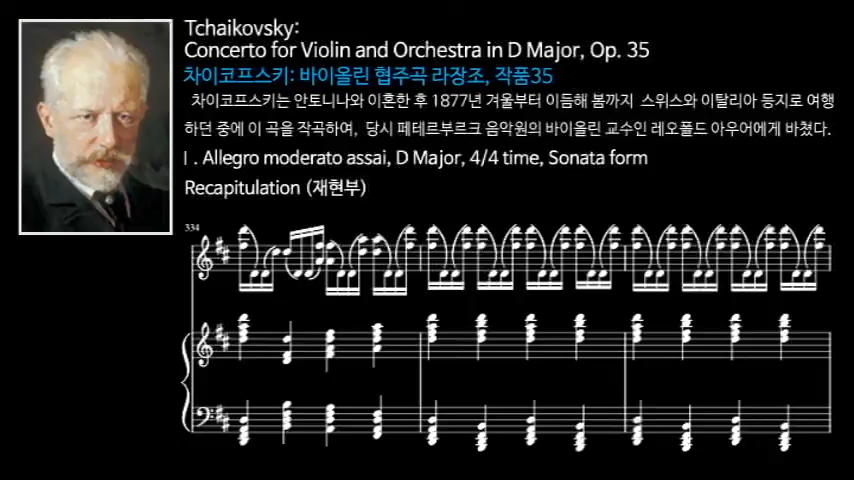 Tchaikovsky:
Concerto for Violin and Orchestra in D Major, Op. 35
차이코프스키: 바이올린 협주곡 라장조, 작품35
차이코프스키는 안토니나와 이혼한 후 1877년 겨울부터 이듬해 봄까지 스위스와 이탈리아 등지로 여행
하던 중에 이 곡을 작곡하여, 당시 페테르부르크 음악원의 바이올린 교수인 레오폴드 아우어에게 바쳤다.
Ⅰ. Allegro moderato assai, D Major, 4/4 time, Sonata form
Recapitulation (재현부)
334